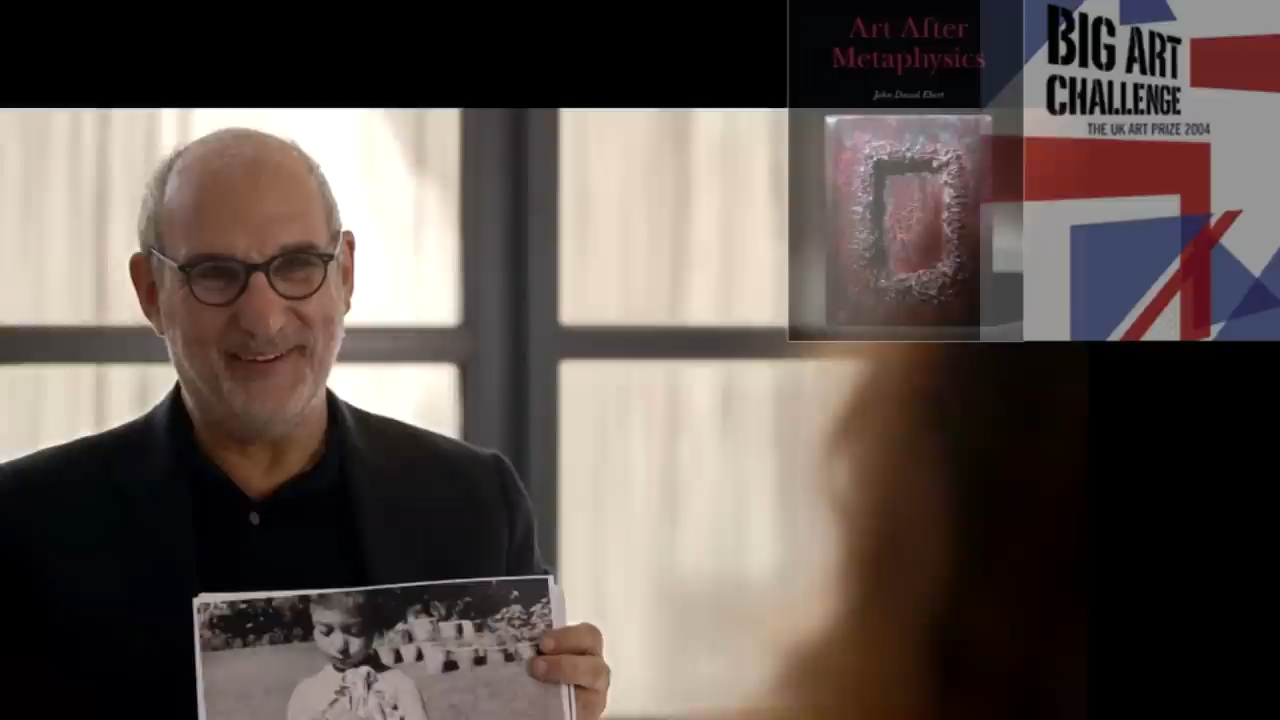 Art After
Metaphysics
John David Ebert
BIG ART
CHALLENGE
THE UK ART PRIZE 2004